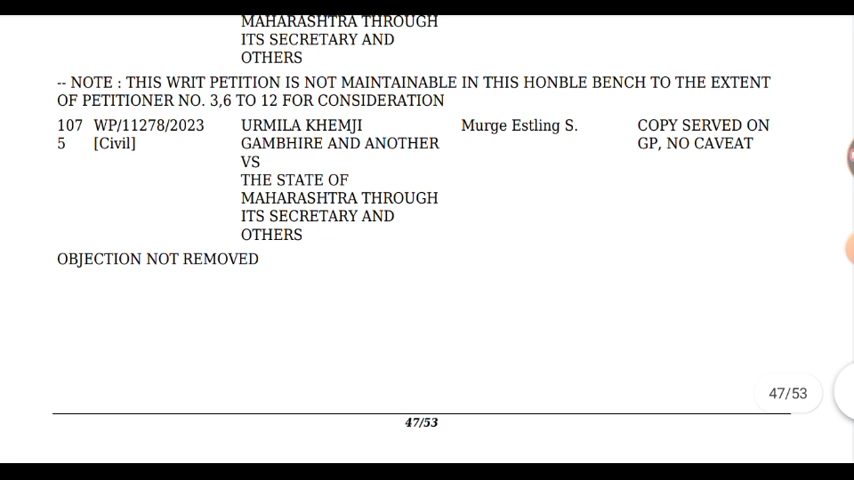 MAHARASHTRA THROUGH
ITS SECRETARY AND
OTHERS
-- NOTE : THIS WRIT PETITION IS NOT MAINTAINABLE IN THIS HONBLE BENCH TO THE EXTENT
OF PETITIONER NO. 3,6 TO 12 FOR CONSIDERATION
107 WP/11278/2023 URMILA KHEMJI Murge Estling S. COPY SERVED ON
5 [Civil] GAMBHIRE AND ANOTHER GP, NO CAVEAT
VS
THE STATE OF
MAHARASHTRA THROUGH
ITS SECRETARY AND
OTHERS
OBJECTION NOT REMOVED
47/53
47/53